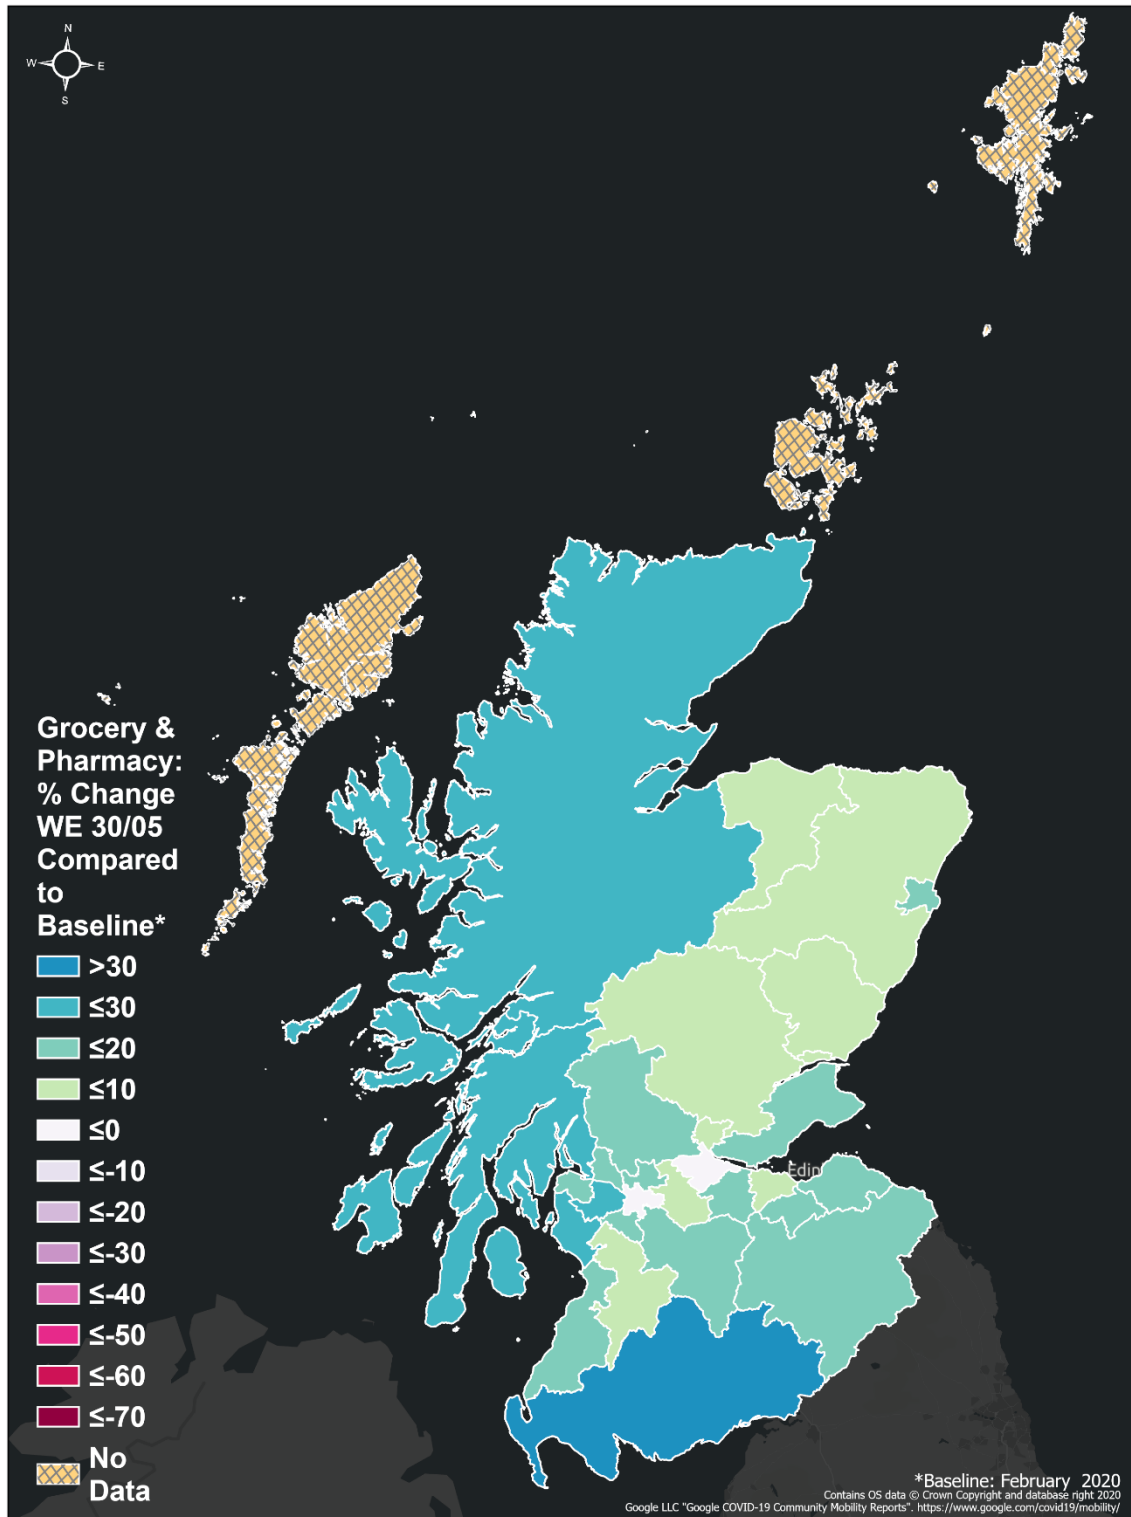 N
W
E
S
Grocery &
Pharmacy:
% Change
WE 30/05
Compared
to
Baseline*
>30
≤30
≤20
≤10
≤0
≤-10
≤-20
≤-30
≤-40
≤-50
≤-60
≤-70
No
Data
Edin
*Baseline: February 2020
Contains OS data © Crown Copyright and database right 2020
Google LLC "Google COVID-19 Community Mobility Reports". https://www.google.com/covid19/mobility/